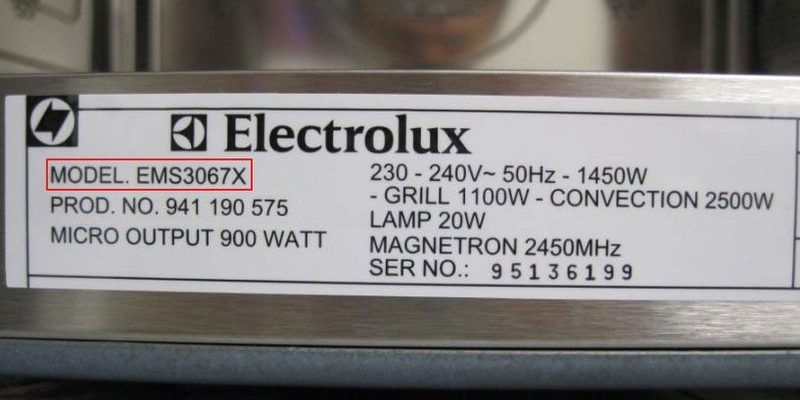 Electrolux
MODEL. EMS3067X
PROD. NO. 941 190 575
MICRO OUTPUT 900 WATT
230 - 240V~ 50Hz - 1450W
- GRILL 1100W - CONVECTION 2500W
LAMP 20W
MAGNETRON 2450MHz
SER NO.: 95136199